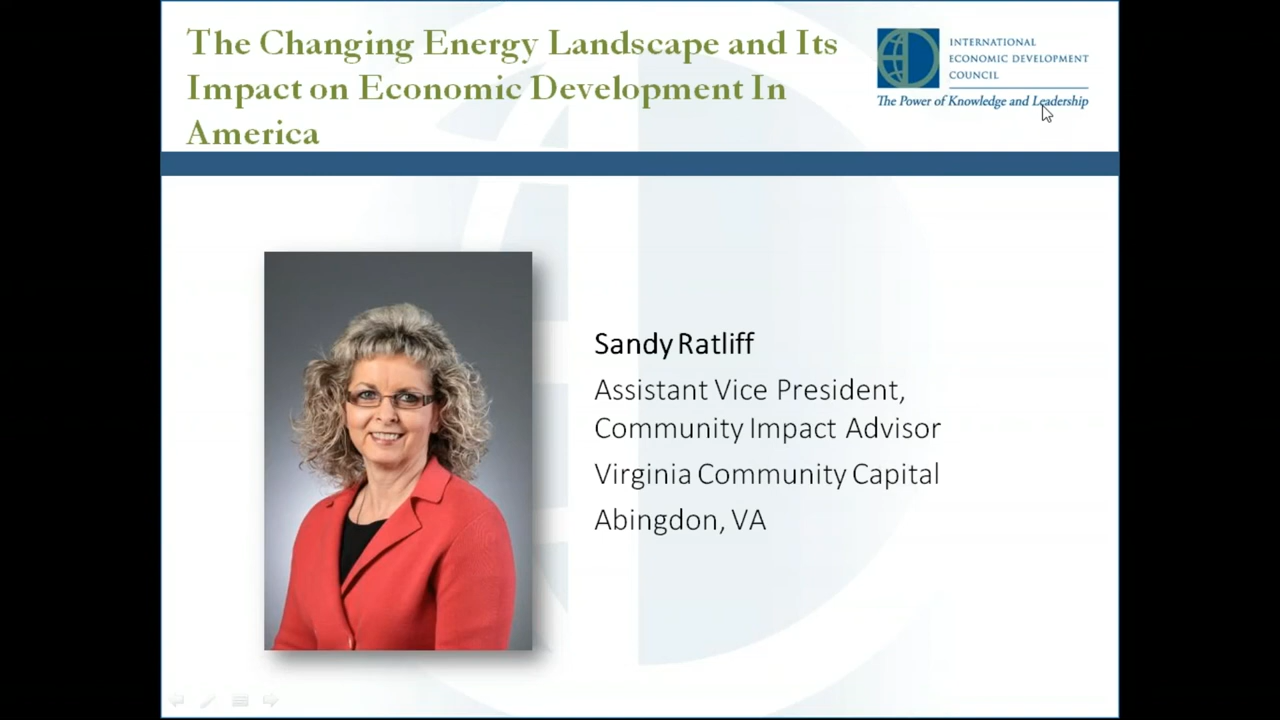 The Changing Energy Landscape and Its
Impact on Economic Development In
America
INTERNATIONAL
ECONOMIC DEVELOPMENT
COUNCIL
The Power of Knowledge and Leadership
Sandy Ratliff
Assistant Vice President,
Community Impact Advisor
Virginia Community Capital
Abingdon, VA